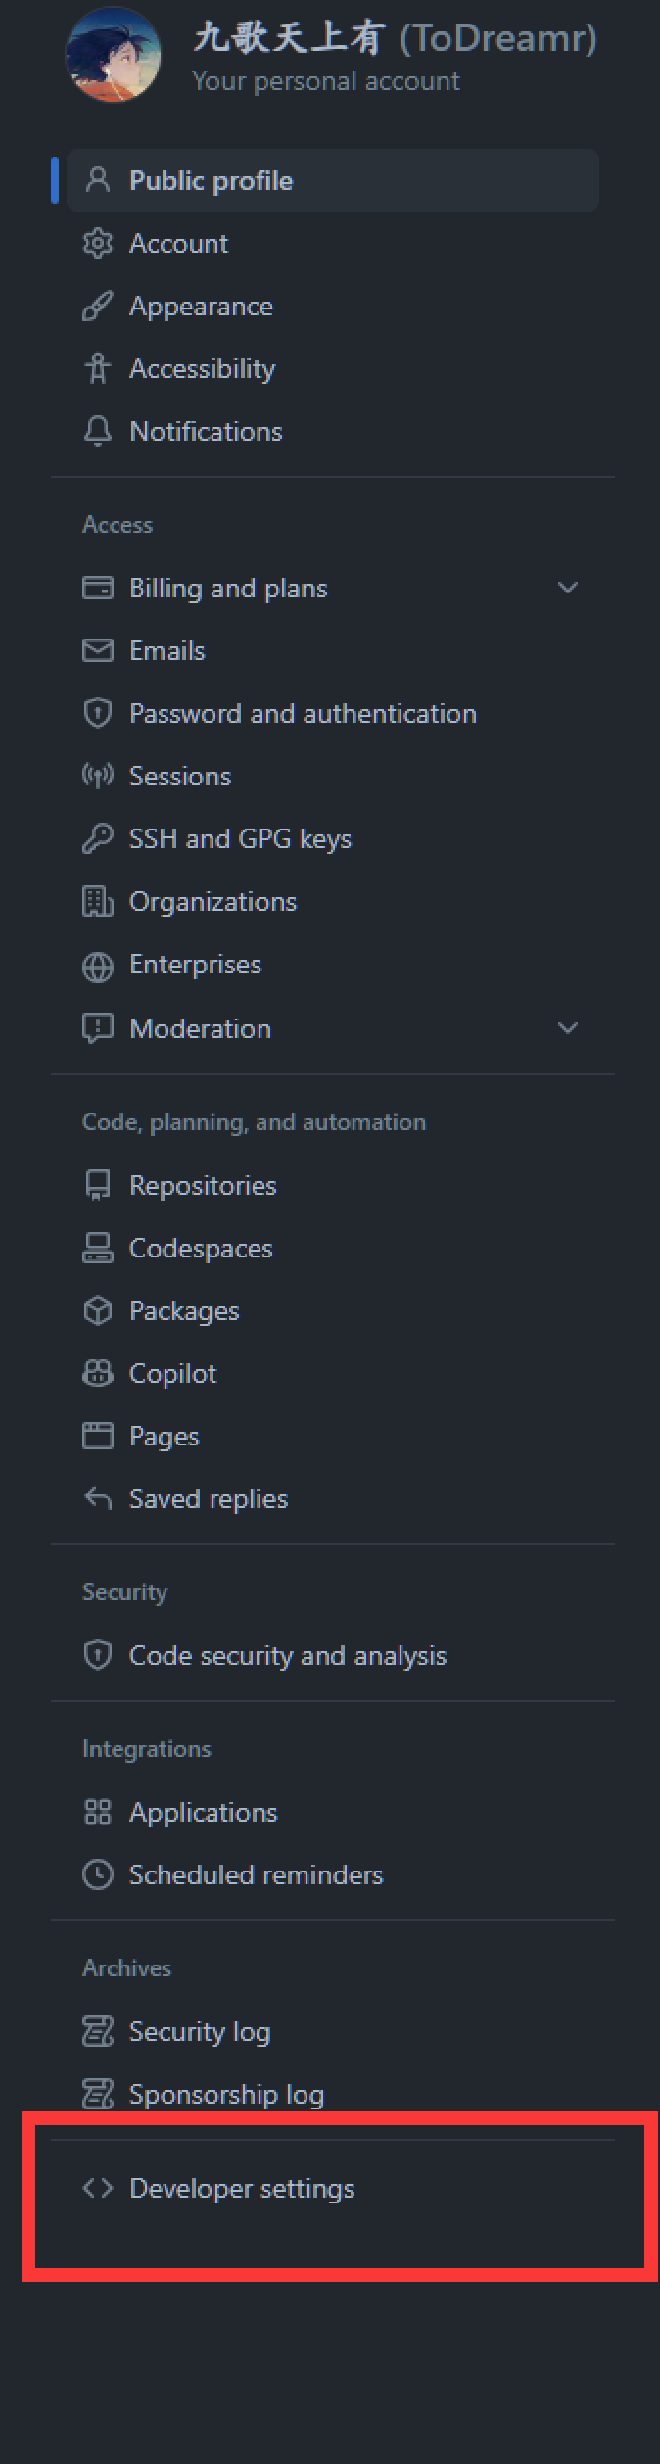 九歌天上有 (ToDreamr)
Your personal account
Public profile
Account
Appearance
Accessibility
Notifications
Access
Billing and plans
Emails
Password and authentication
Sessions
SSH and GPG keys
Organizations
Enterprises
Moderation
Code, planning, and automation
Repositories
Codespaces
Packages
Copilot
Pages
Saved replies
Security
Code security and analysis
Integrations
Applications
Scheduled reminders
Archives
Security log
Sponsorship log
Developer settings